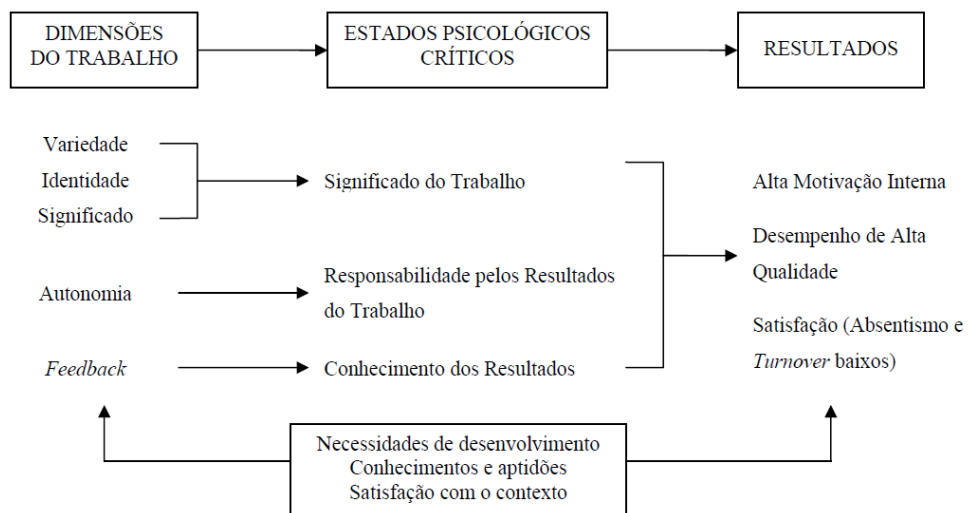 DIMENSÕES
DO TRABALHO
ESTADOS PSICOLÓGICOS
CRÍTICOS
RESULTADOS
Variedade
Identidade
Significado
Significado do Trabalho
Autonomia
Responsabilidade pelos Resultados
do Trabalho
Feedback
Conhecimento dos Resultados
Alta Motivação Interna
Desempenho de Alta
Qualidade
Satisfação (Absentismo e
Turnover baixos)
Necessidades de desenvolvimento
Conhecimentos e aptidões
Satisfação com o contexto